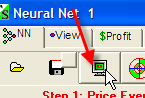 Neural Net 1
NN View $Profit
Step 1: Price Ever